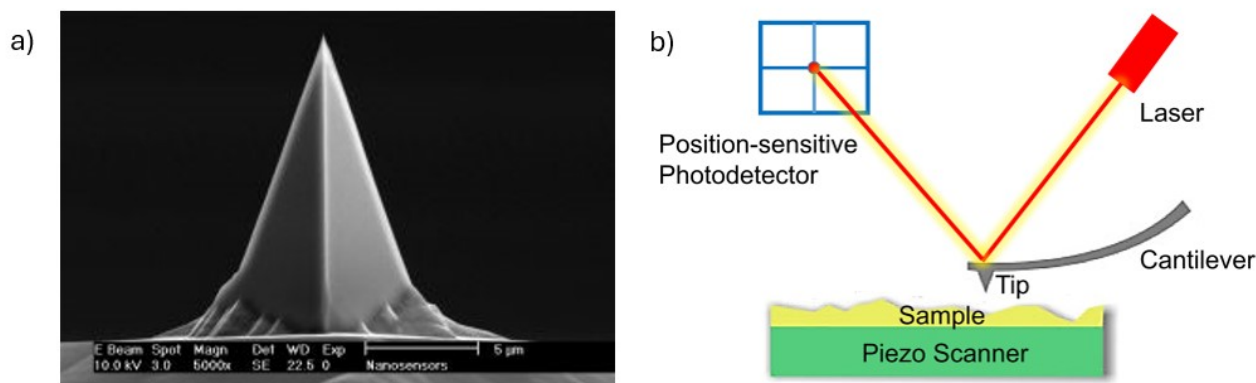 a)
E Beam Spot Magn Det WD Exp 5 µm
10.0 kV 3.0 5000x SE 22.5 0 Nanosensors
b)
Position-sensitive
Photodetector
Laser
Cantilever
Tip
Sample
Piezo Scanner